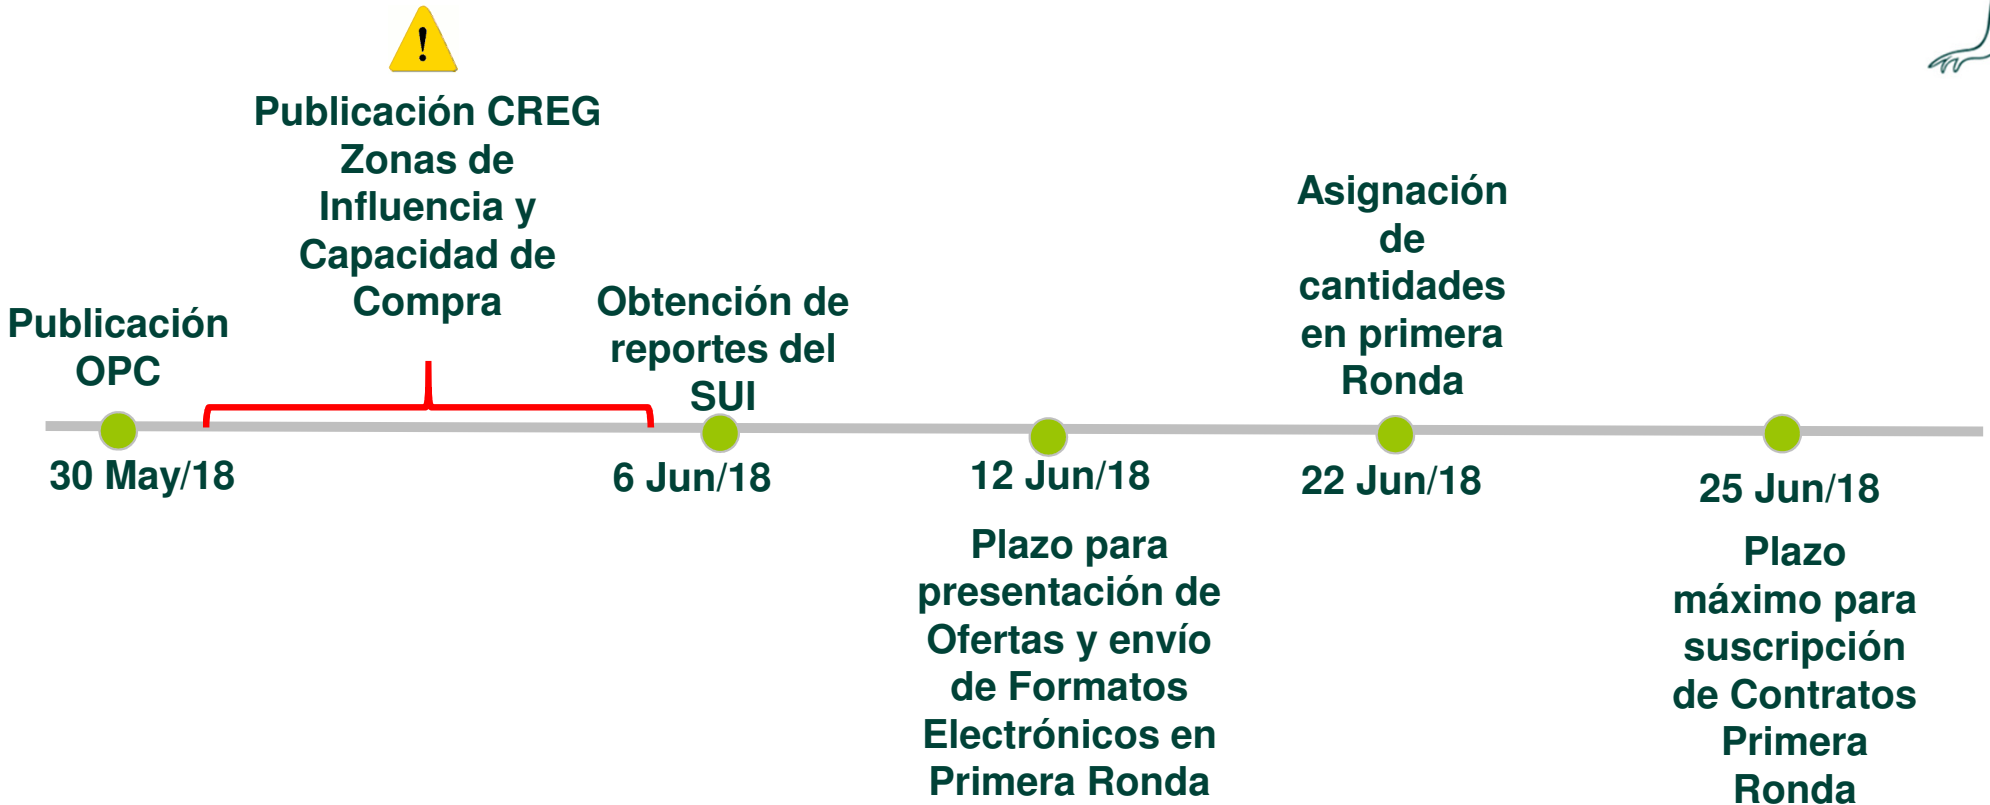 !
Publicación CREG
Zonas de
Influencia y
Capacidad de
Compra
Publicación
OPC
Obtención de
reportes del
SUI
Asignación
de
cantidades
en primera
Ronda
30 May/18
6 Jun/18
12 Jun/18
22 Jun/18
25 Jun/18
Plazo para
presentación de
Ofertas y envío
de Formatos
Electrónicos en
Primera Ronda
Plazo
máximo para
suscripción
de Contratos
Primera
Ronda